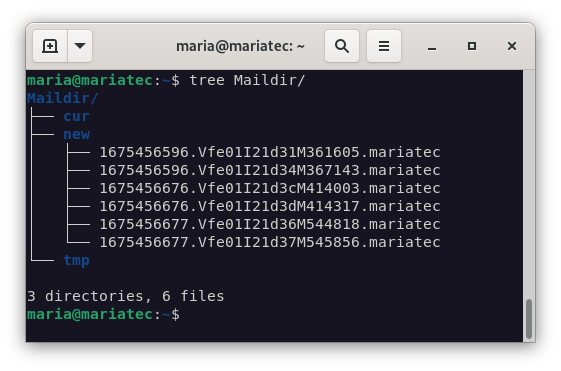 maria@mariatec: ~
maria@mariatec:~$ tree Maildir/
Maildir/
├── cur
├── new
│   ├── 1675456596.Vfe01I21d31M361605.mariatec
│   ├── 1675456596.Vfe01I21d34M367143.mariatec
│   ├── 1675456676.Vfe01I21d3cM414003.mariatec
│   ├── 1675456676.Vfe01I21d3dM414317.mariatec
│   ├── 1675456677.Vfe01I21d36M544818.mariatec
│   └── 1675456677.Vfe01I21d37M545856.mariatec
└── tmp
3 directories, 6 files
maria@mariatec:~$